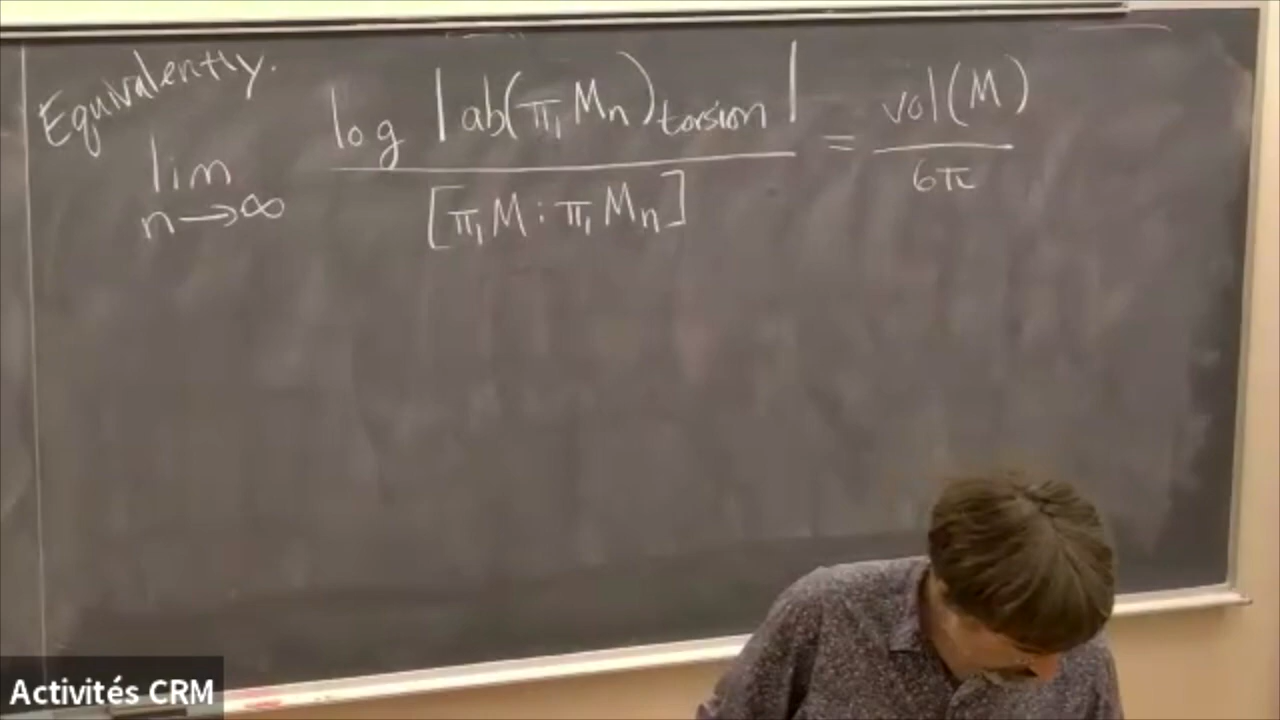 Equivalently.
lim n→∞ log |ab(π₁Mₙ)torsion| / [π₁M : π₁Mₙ] = vol(M) / 6π
Activités CRM